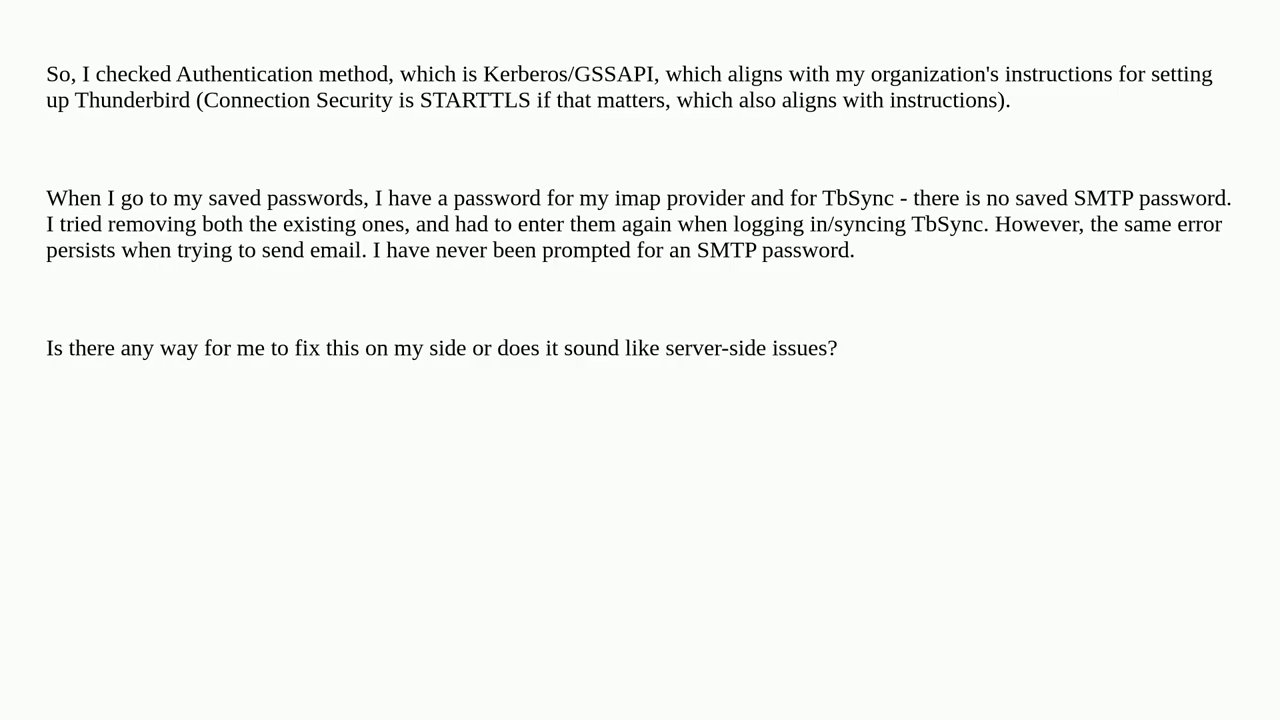 So, I checked Authentication method, which is Kerberos/GSSAPI, which aligns with my organization's instructions for setting
up Thunderbird (Connection Security is STARTTLS if that matters, which also aligns with instructions).
When I go to my saved passwords, I have a password for my imap provider and for TbSync - there is no saved SMTP password.
I tried removing both the existing ones, and had to enter them again when logging in/syncing TbSync. However, the same error
persists when trying to send email. I have never been prompted for an SMTP password.
Is there any way for me to fix this on my side or does it sound like server-side issues?